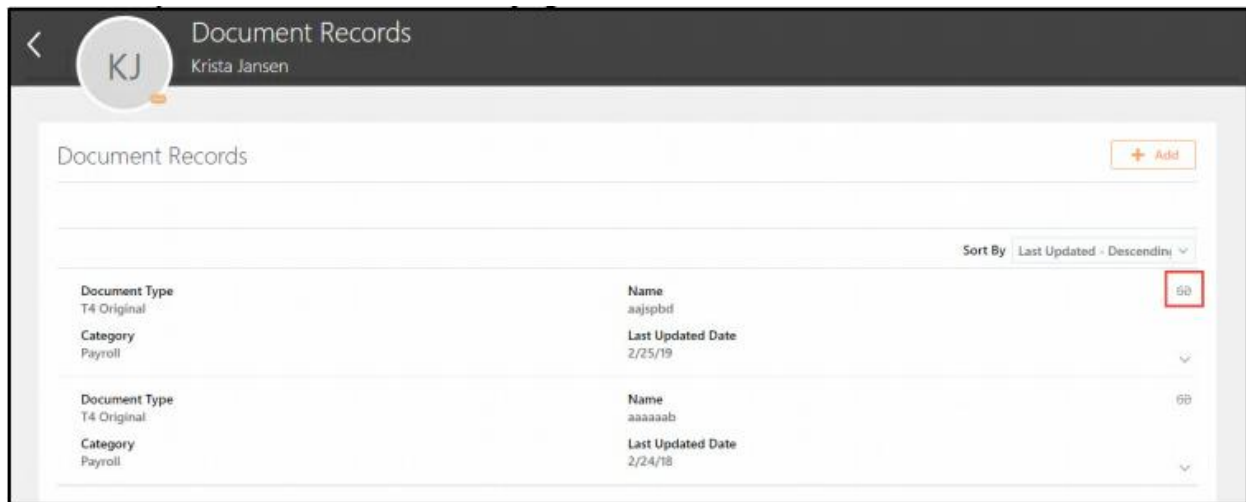 Document Records
KJ
Krista Jansen
Document Records
+ Add
Sort By Last Updated - Descending
Document Type Name
T4 Original aajspbd
Category Last Updated Date
Payroll 2/25/19
Document Type Name
T4 Original aaaaaab
Category Last Updated Date
Payroll 2/24/18